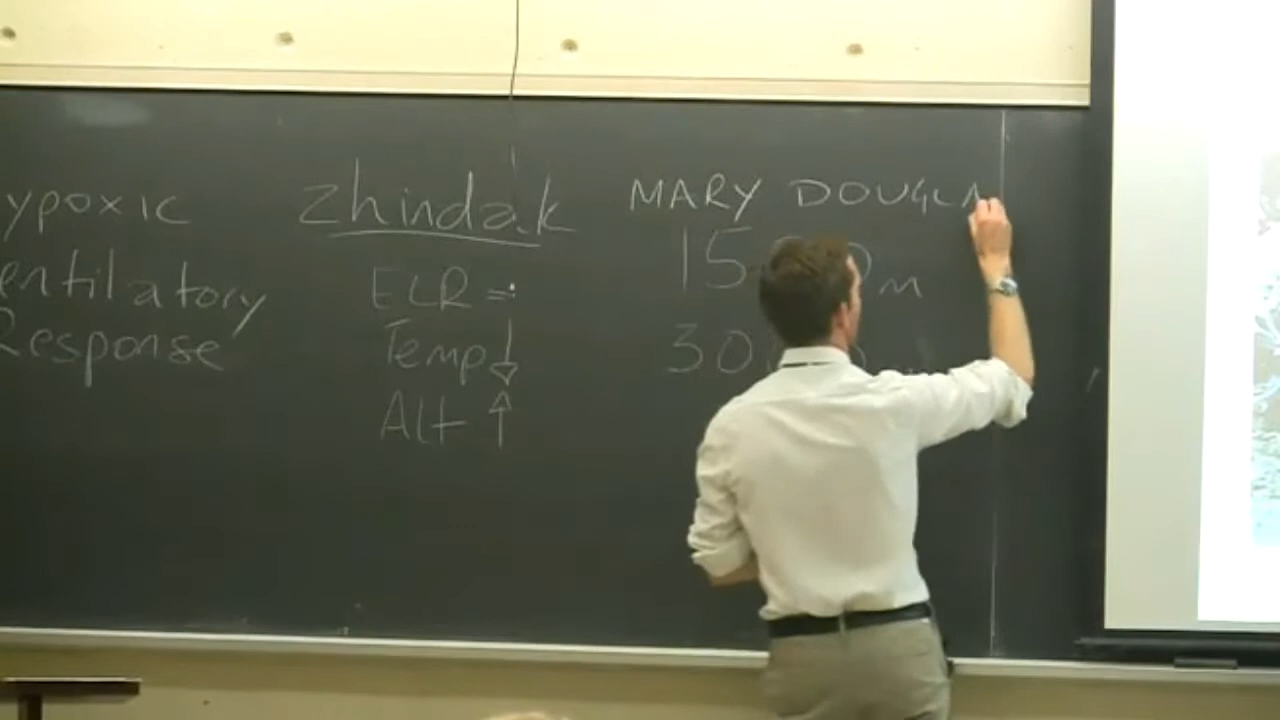 ypoxic
entilatory
Response
zhindak
ELR =
Temp ↓
Alt ↑
MARY DOUGLA
15 m
30